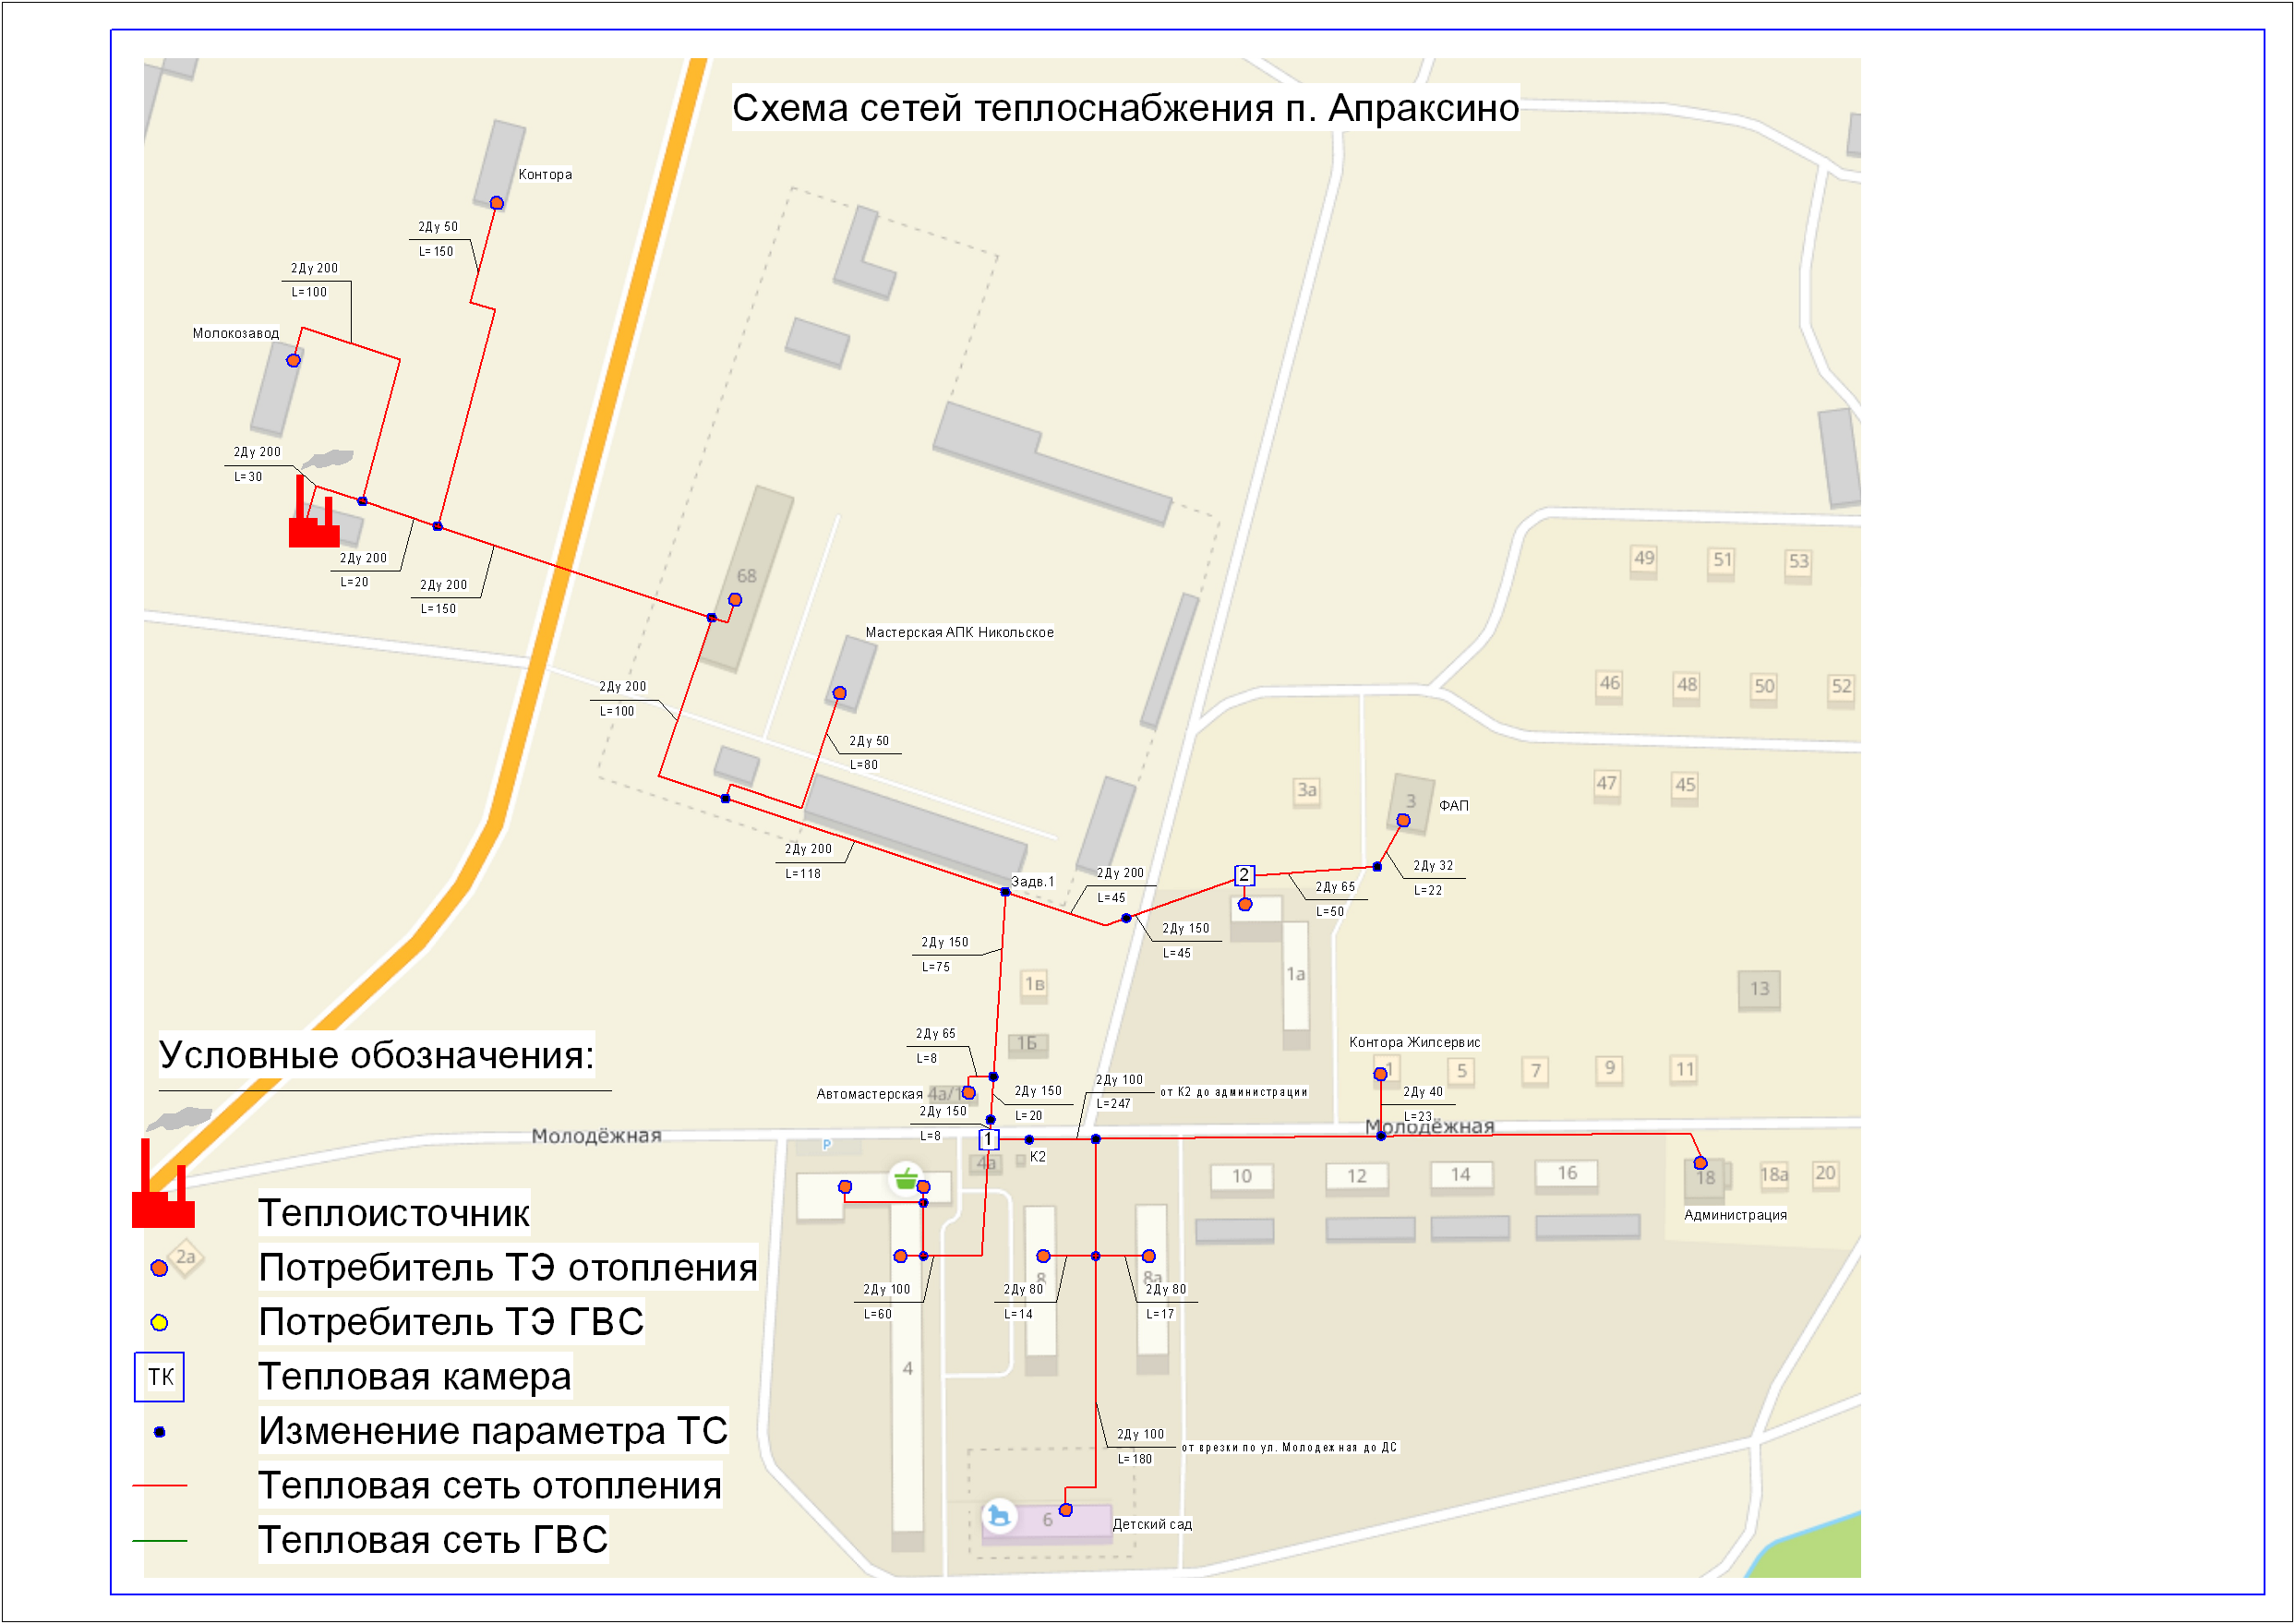 Схема сетей теплоснабжения п. Апраксино
Контора
2Ду 50
L=150
2Ду 200
L=100
Молокозавод
2Ду 200
L=30
2Ду 200
L=20
2Ду 200
L=150
68
49
51
53
Мастерская АПК Никольское
2Ду 200
L=100
46
48
50
52
2Ду 50
L=80
3а
3
ФАП
47
45
2Ду 200
L=118
Задв.1
2Ду 200
L=45
2
2Ду 65
L=50
2Ду 32
L=22
2Ду 150
L=45
2Ду 150
L=75
1в
1а
13
1Б
2Ду 65
L=8
Контора Жилсервис
1
5
7
9
11
Автомастерская
4а/1
2Ду 150
L=20
2Ду 100
L=247
от К2 до администрации
2Ду 40
L=23
2Ду 150
L=8
1
К2
Молодёжная
Молодёжная
P
4а
10
12
14
16
18
18а
20
Администрация
2Ду 100
L=60
8
2Ду 80
L=14
8а
2Ду 80
L=17
4
2Ду 100
L=180
от врезки по ул. Молодежная до ДС
6
Детский сад
Условные обозначения:
Теплоисточник
2а
Потребитель ТЭ отопления
Потребитель ТЭ ГВС
ТК
Тепловая камера
Изменение параметра ТС
Тепловая сеть отопления
Тепловая сеть ГВС